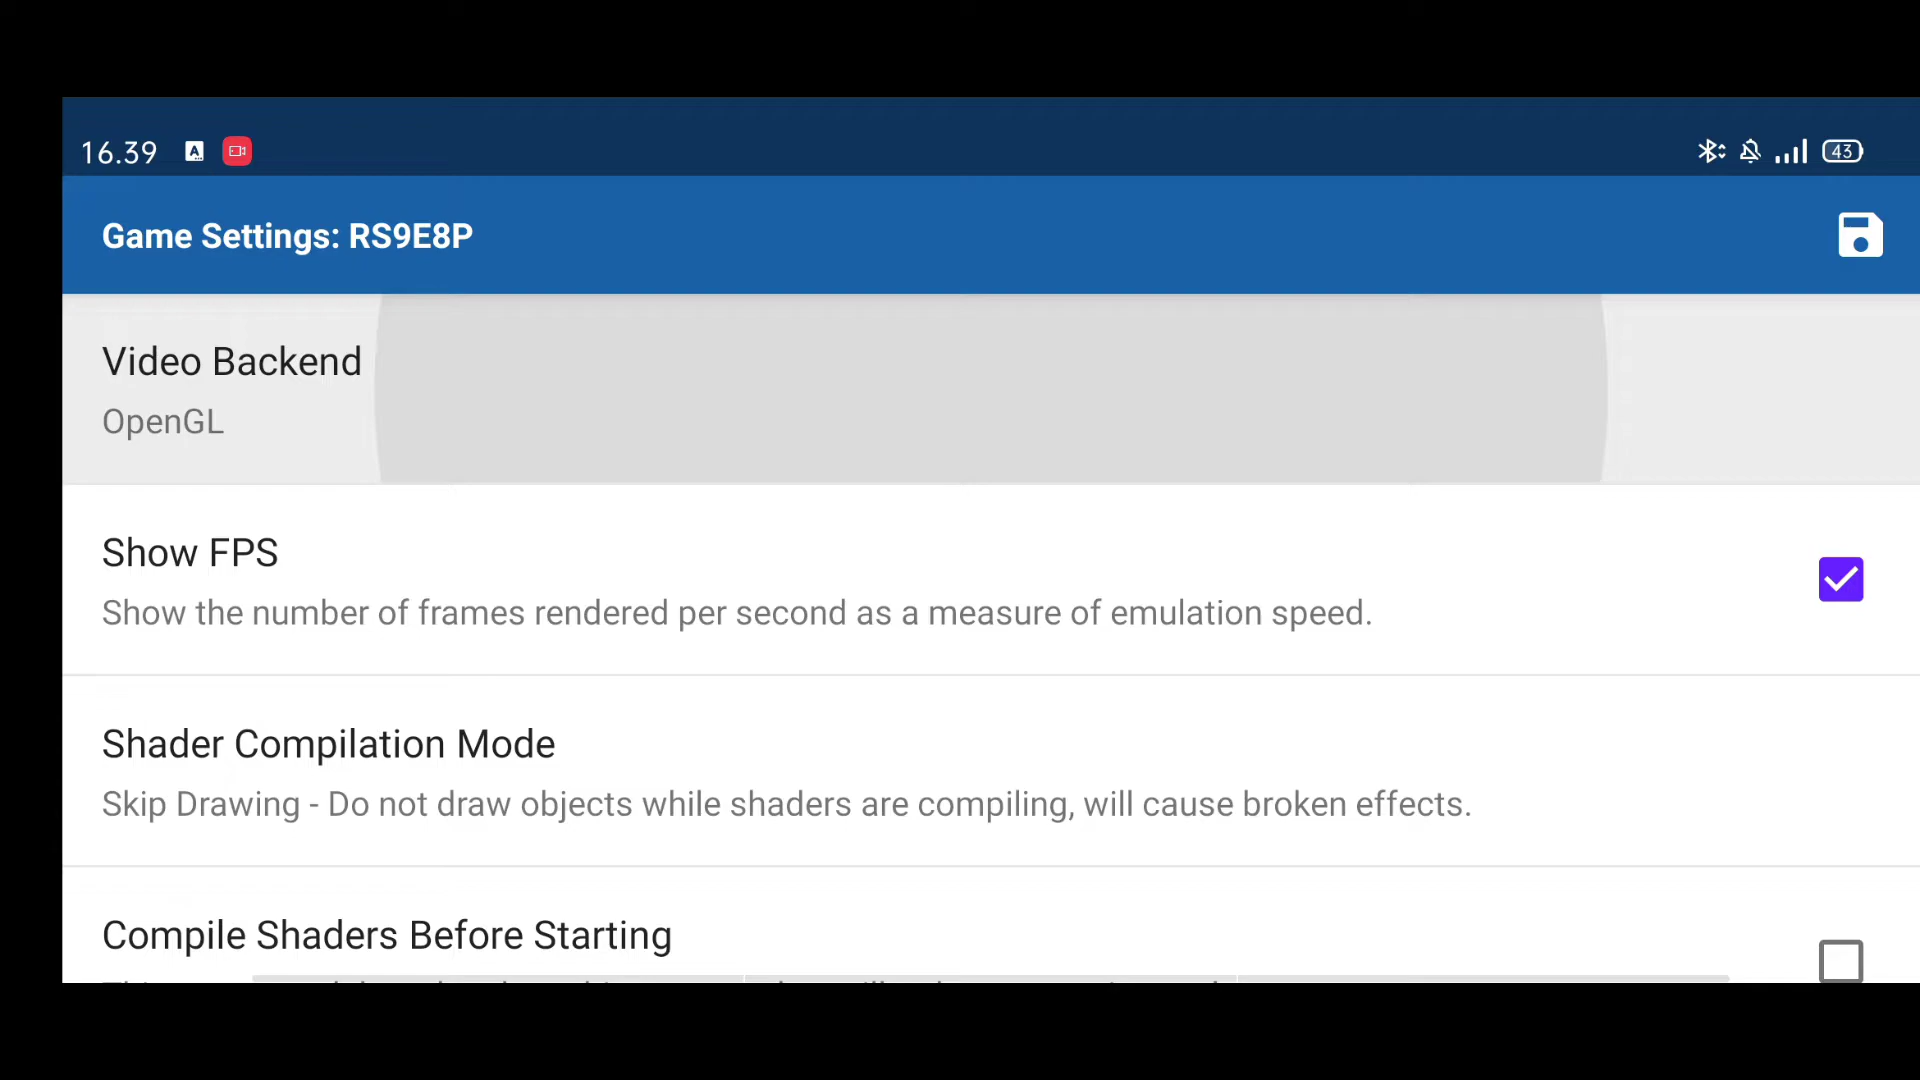 16.39
43
Game Settings: RS9E8P
Video Backend
OpenGL
Show FPS
Show the number of frames rendered per second as a measure of emulation speed.
Shader Compilation Mode
Skip Drawing - Do not draw objects while shaders are compiling, will cause broken effects.
Compile Shaders Before Starting